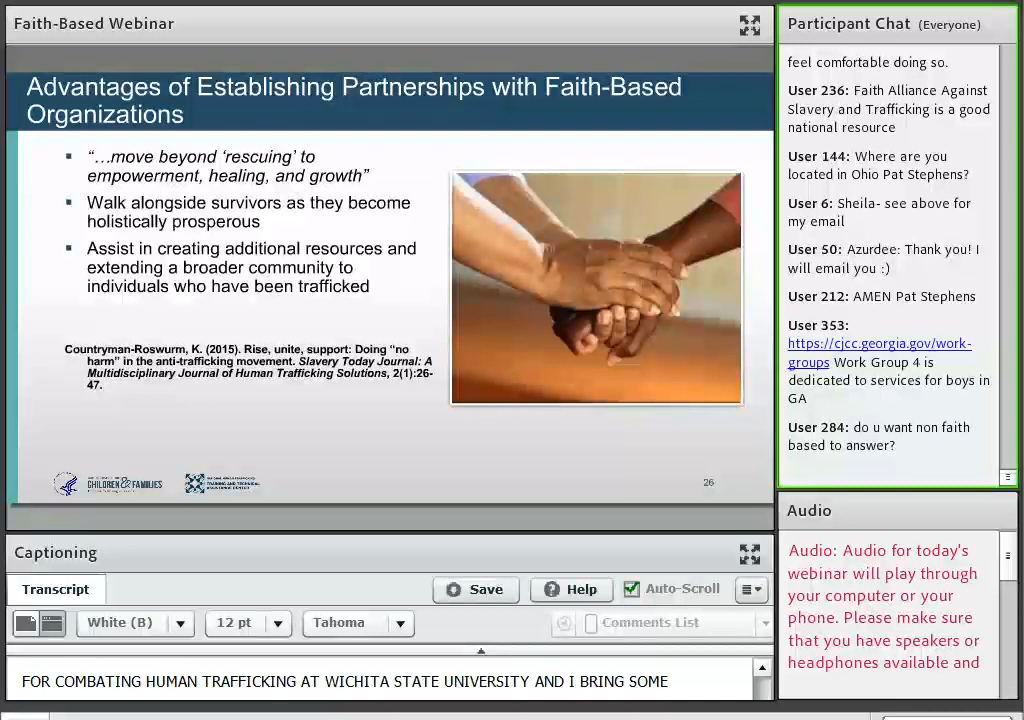 Faith-Based Webinar
Advantages of Establishing Partnerships with Faith-Based
Organizations
“…move beyond ‘rescuing’ to
empowerment, healing, and growth”
Walk alongside survivors as they become
holistically prosperous
Assist in creating additional resources and
extending a broader community to
individuals who have been trafficked
Countryman-Roswurm, K. (2015). Rise, unite, support: Doing “no
harm” in the anti-trafficking movement. Slavery Today Journal: A
Multidisciplinary Journal of Human Trafficking Solutions, 2(1):26-
47.
CHILDREN & FAMILIES
26
Captioning
Transcript
Save
Help
Auto-Scroll
White (B)
12 pt
Tahoma
Comments List
FOR COMBATING HUMAN TRAFFICKING AT WICHITA STATE UNIVERSITY AND I BRING SOME
Participant Chat (Everyone)
feel comfortable doing so.
User 236: Faith Alliance Against
Slavery and Trafficking is a good
national resource
User 144: Where are you
located in Ohio Pat Stephens?
User 6: Sheila- see above for
my email
User 50: Azurdee: Thank you! I
will email you :)
User 212: AMEN Pat Stephens
User 353:
https://cjcc.georgia.gov/work-
groups Work Group 4 is
dedicated to services for boys in
GA
User 284: do u want non faith
based to answer?
Audio
Audio: Audio for today's
webinar will play through
your computer or your
phone. Please make sure
that you have speakers or
headphones available and